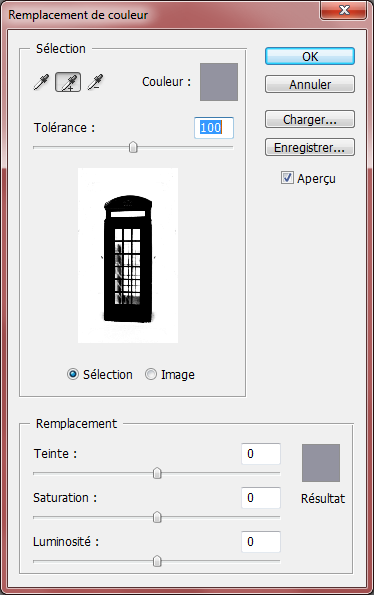 Remplacement de couleur
Sélection
Couleur :
Tolérance :
100
Sélection
Image
OK
Annuler
Charger...
Enregistrer...
Aperçu
Remplacement
Teinte :
0
Saturation :
0
Luminosité :
0
Résultat